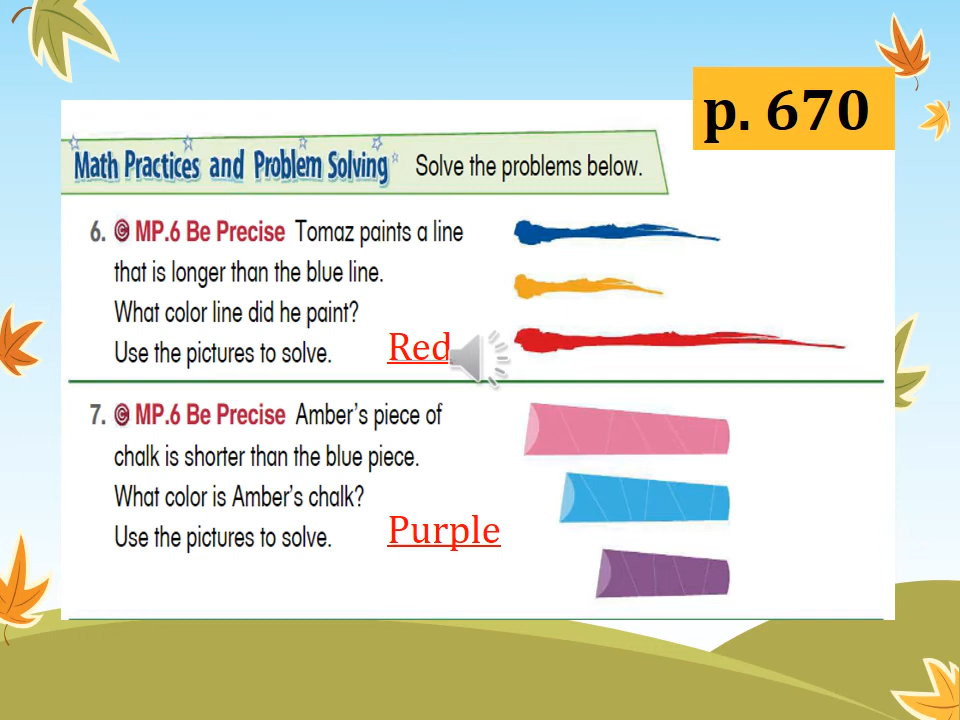 p. 670
Math Practices and Problem Solving Solve the problems below.
6. MP.6 Be Precise Tomaz paints a line
that is longer than the blue line.
What color line did he paint?
Use the pictures to solve. Red
7. MP.6 Be Precise Amber's piece of
chalk is shorter than the blue piece.
What color is Amber's chalk?
Use the pictures to solve. Purple